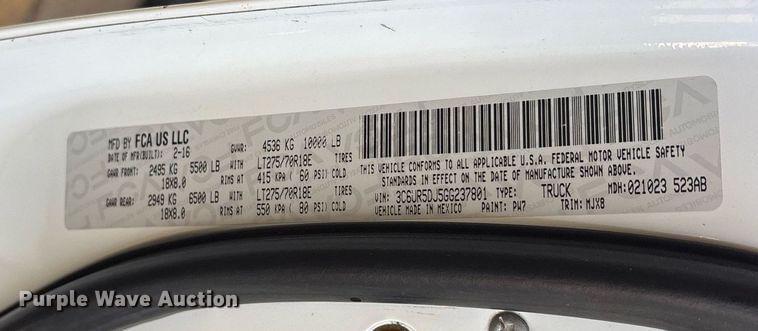 MFD BY FCA US LLC
DATE OF MFR(BUILT): 2-16 GVWR: 4536 KG 10000 LB
GAWR FRONT: 2495 KG 5500 LB WITH LT275/70R18E TIRES
18X8.0 RIMS AT 415 KPA ( 60 PSI) COLD
GAWR REAR: 2949 KG 6500 LB WITH LT275/70R18E TIRES
18X8.0 RIMS AT 550 KPA ( 80 PSI) COLD
THIS VEHICLE CONFORMS TO ALL APPLICABLE U.S.A. FEDERAL MOTOR VEHICLE SAFETY
STANDARDS IN EFFECT ON THE DATE OF MANUFACTURE SHOWN ABOVE.
VIN: 3C6UR5DJ5GG237801 TYPE: TRUCK MDH: 021023 523AB
VEHICLE MADE IN MEXICO PAINT: PW7 TRIM: MJX8
Purple Wave Auction